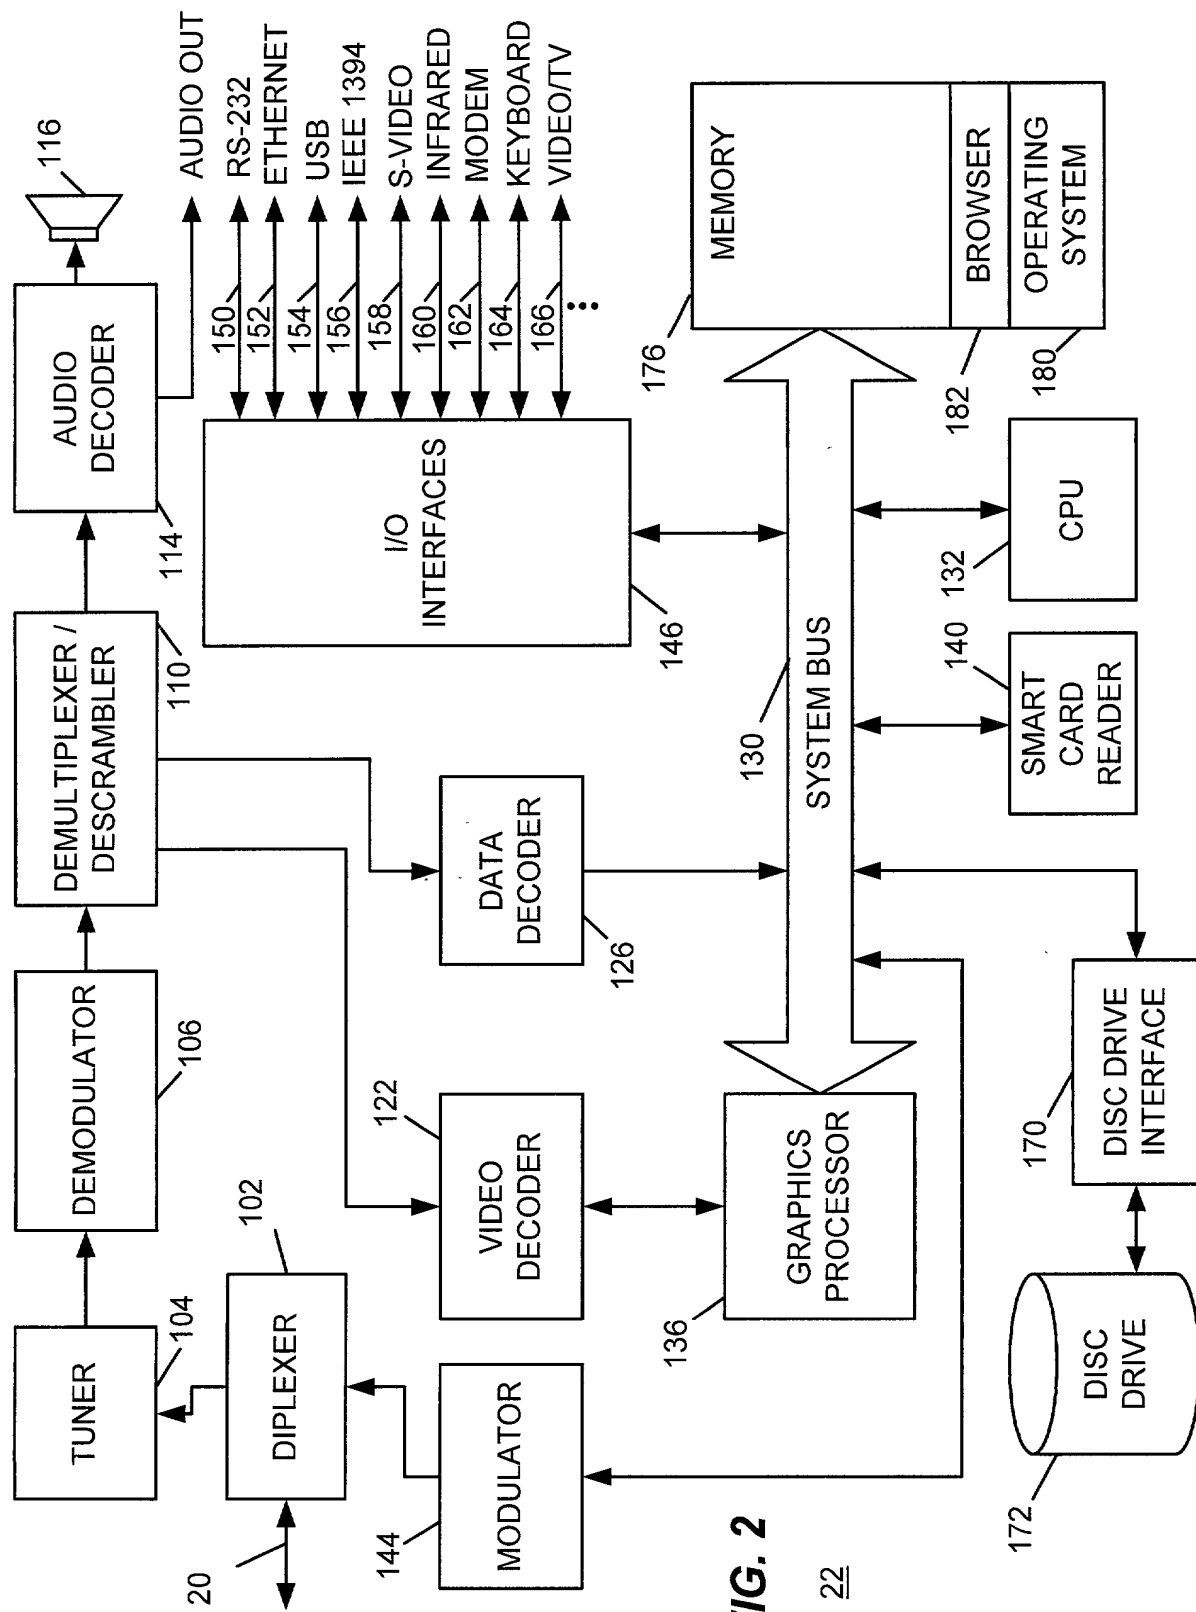 TUNER
104
DEMODULATOR
106
DEMULTIPLEXER /
DESCRAMBLER
110
AUDIO
DECODER
114
116
AUDIO OUT
20
DIPLEXER
102
MODULATOR
144
VIDEO
DECODER
122
DATA
DECODER
126
I/O
INTERFACES
146
150
RS-232
152
ETHERNET
154
USB
156
IEEE 1394
158
S-VIDEO
160
INFRARED
162
MODEM
164
KEYBOARD
166
VIDEO/TV
GRAPHICS
PROCESSOR
136
SYSTEM BUS
130
MEMORY
176
BROWSER
182
OPERATING
SYSTEM
180
DISC
DRIVE
172
DISC DRIVE
INTERFACE
170
SMART
CARD
READER
140
CPU
132
FIG. 2
22